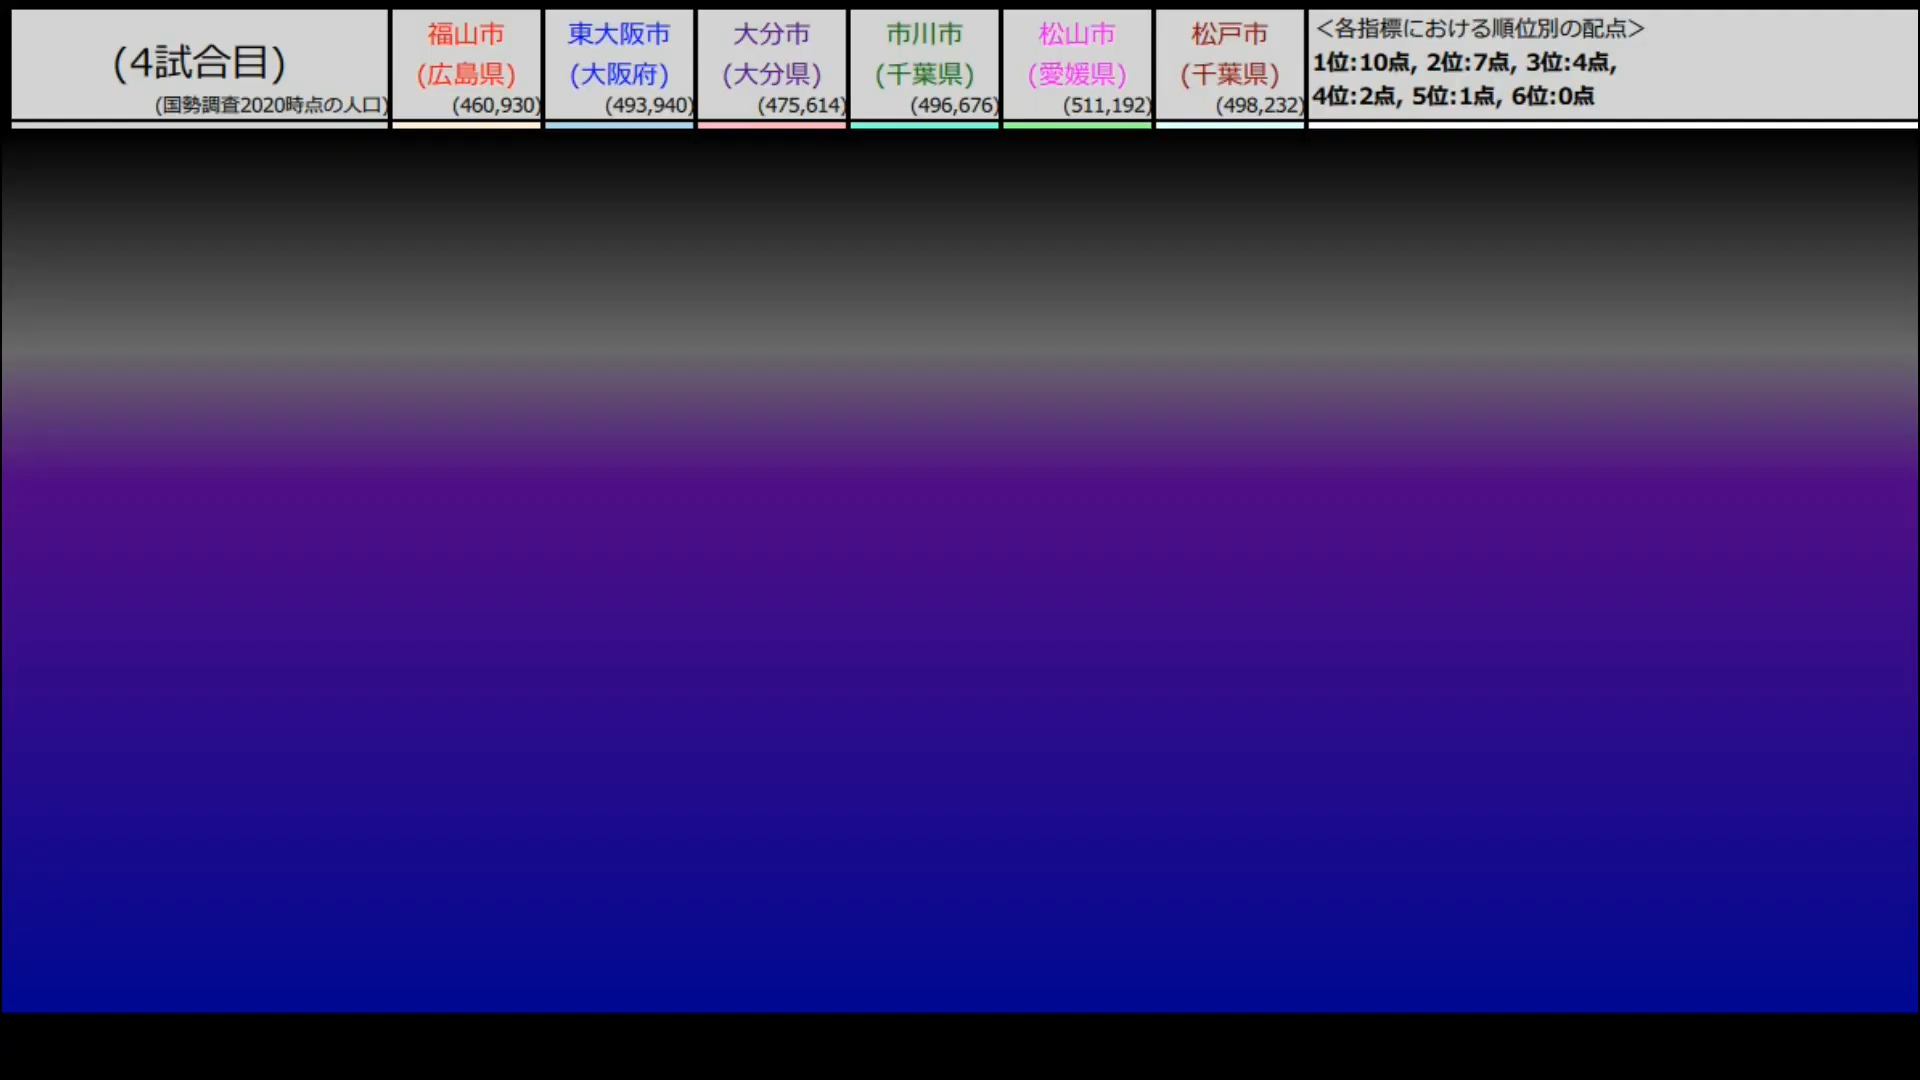 (4試合目)
(国勢調査2020時点の人口)
福山市
(広島県)
(460,930)
東大阪市
(大阪府)
(493,940)
大分市
(大分県)
(475,614)
市川市
(千葉県)
(496,676)
松山市
(愛媛県)
(511,192)
松戸市
(千葉県)
(498,232)
＜各指標における順位別の配点＞
1位:10点, 2位:7点, 3位:4点,
4位:2点, 5位:1点, 6位:0点